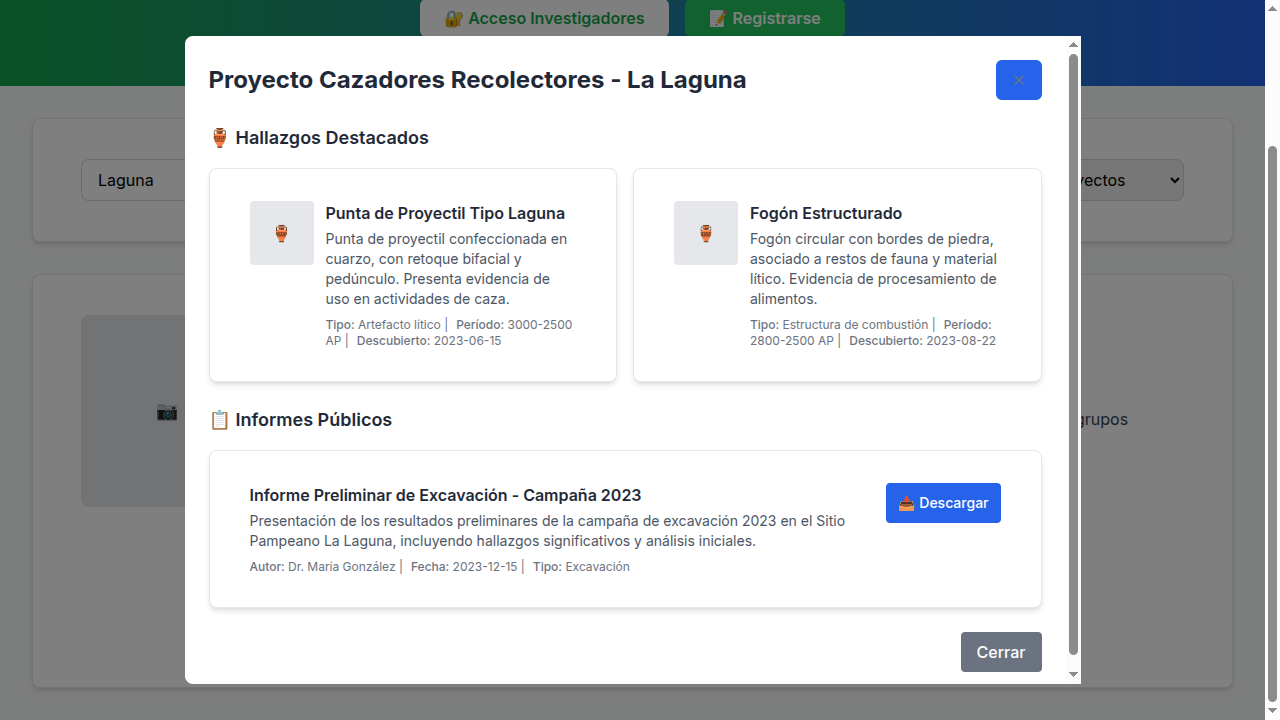 🔐 Acceso Investigadores
📝 Registrarse
Proyecto Cazadores Recolectores - La Laguna
×
🏺 Hallazgos Destacados
Laguna
yectos
Punta de Proyectil Tipo Laguna
Punta de proyectil confeccionada en
cuarzo, con retoque bifacial y
pedúnculo. Presenta evidencia de
uso en actividades de caza.
Tipo: Artefacto lítico | Período: 3000-2500
AP | Descubierto: 2023-06-15
Fogón Estructurado
Fogón circular con bordes de piedra,
asociado a restos de fauna y material
lítico. Evidencia de procesamiento de
alimentos.
Tipo: Estructura de combustión | Período:
2800-2500 AP | Descubierto: 2023-08-22
📋 Informes Públicos
grupos
Informe Preliminar de Excavación - Campaña 2023
Presentación de los resultados preliminares de la campaña de excavación 2023 en el Sitio
Pampeano La Laguna, incluyendo hallazgos significativos y análisis iniciales.
Autor: Dr. María González | Fecha: 2023-12-15 | Tipo: Excavación
📥 Descargar
Cerrar